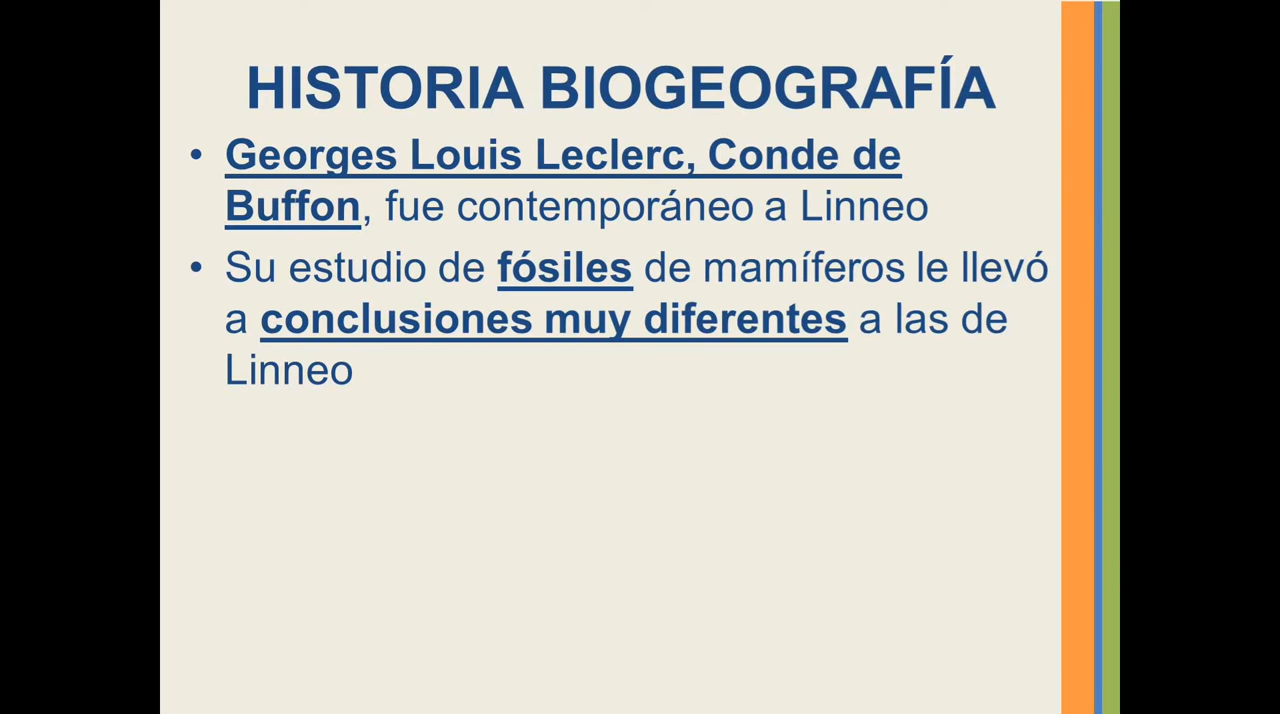 HISTORIA BIOGEOGRAFÍA
• Georges Louis Leclerc, Conde de
Buffon, fue contemporáneo a Linneo
• Su estudio de fósiles de mamíferos le llevó
a conclusiones muy diferentes a las de
Linneo